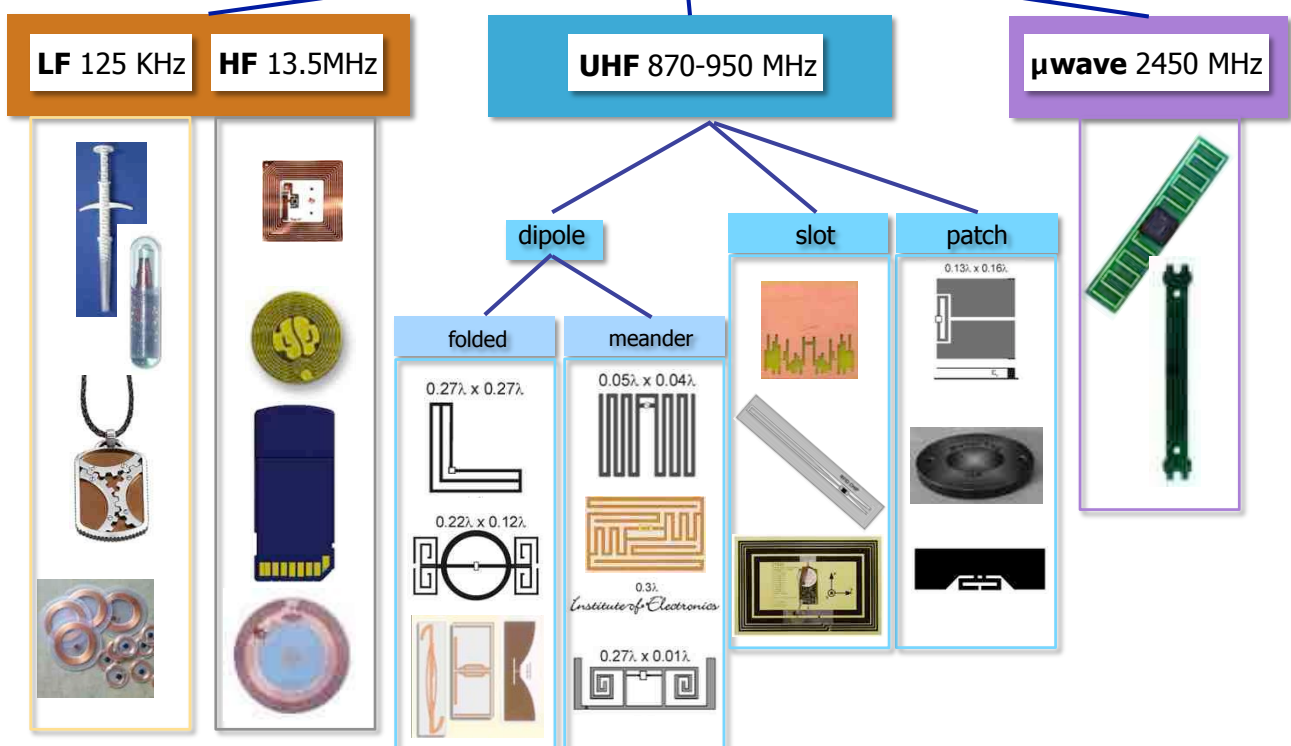 LF 125 KHz
HF 13.5MHz
UHF 870-950 MHz
μwave 2450 MHz
dipole
slot
patch
folded
meander
0.27λ x 0.27λ
0.22λ x 0.12λ
0.05λ x 0.04λ
0.3λ
Institute of Electronics
0.27λ x 0.01λ
0.13λ x 0.16λ